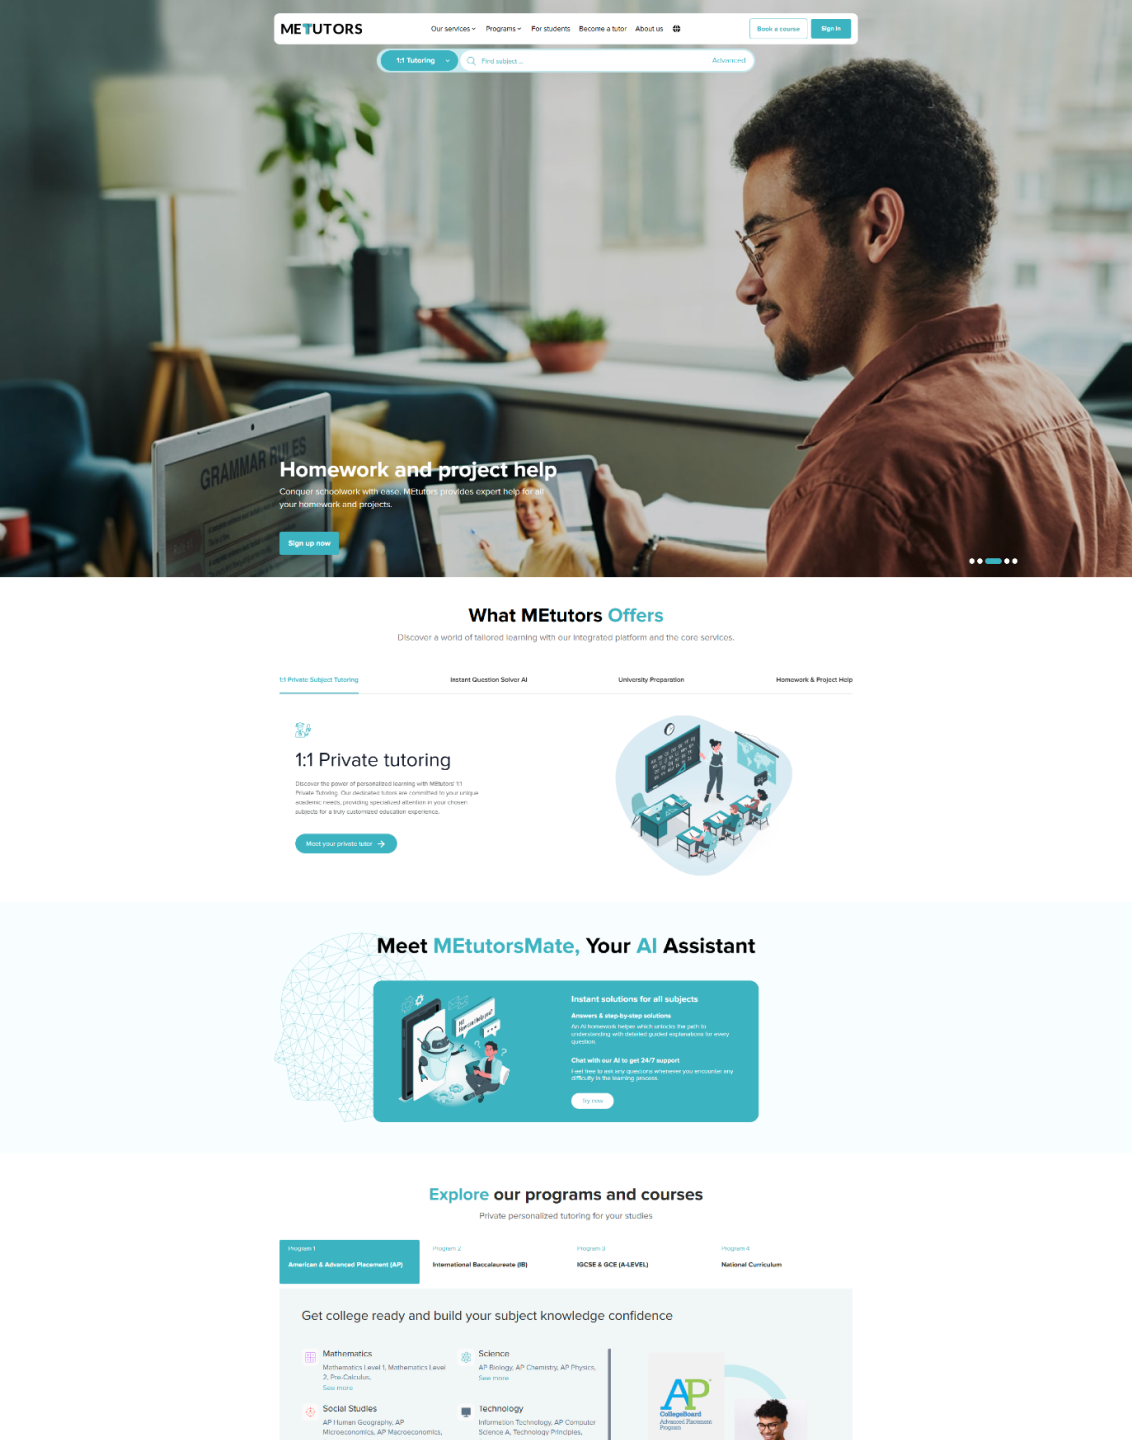 METUTORS
Our services
Programs
For students
Become a tutor
About us
Book a course
Sign in
1:1 Tutoring
Find subject ...
Advanced
GRAMMAR RULES
Homework and project help
Conquer schoolwork with ease. MEtutors provides expert help for all
your homework and projects.
Sign up now
What MEtutors Offers
Discover a world of tailored learning with our integrated platform and the core services.
1:1 Private Subject Tutoring
Instant Question Solver AI
University Preparation
Homework & Project Help
1:1 Private tutoring
Discover the power of personalized learning with MEtutors' 1:1
Private Tutoring. Our dedicated tutors are committed to your unique
academic needs, providing specialized attention in your chosen
subjects for a truly customized education experience.
Meet your private tutor
Meet MEtutorsMate, Your AI Assistant
Hi!
How can I help you?
Instant solutions for all subjects
Answers & step-by-step solutions
An AI homework helper which unlocks the path to
understanding with detailed guided explanations for every
question.
Chat with our AI to get 24/7 support
Feel free to ask any questions whenever you encounter any
difficulty in the learning process
Try now
Explore our programs and courses
Private personalized tutoring for your studies
Program 1
American & Advanced Placement (AP)
Program 2
International Baccalaureate (IB)
Program 3
IGCSE & GCE (A-LEVEL)
Program 4
National Curriculum
Get college ready and build your subject knowledge confidence
Mathematics
Mathematics Level 1, Mathematics Level
2, Pre-Calculus,
See more
Science
AP Biology, AP Chemistry, AP Physics,
See more
Social Studies
AP Human Geography, AP
Microeconomics, AP Macroeconomics,
Technology
Information Technology, AP Computer
Science A, Technology Principles,
AP
CollegeBoard
Advanced Placement
Program